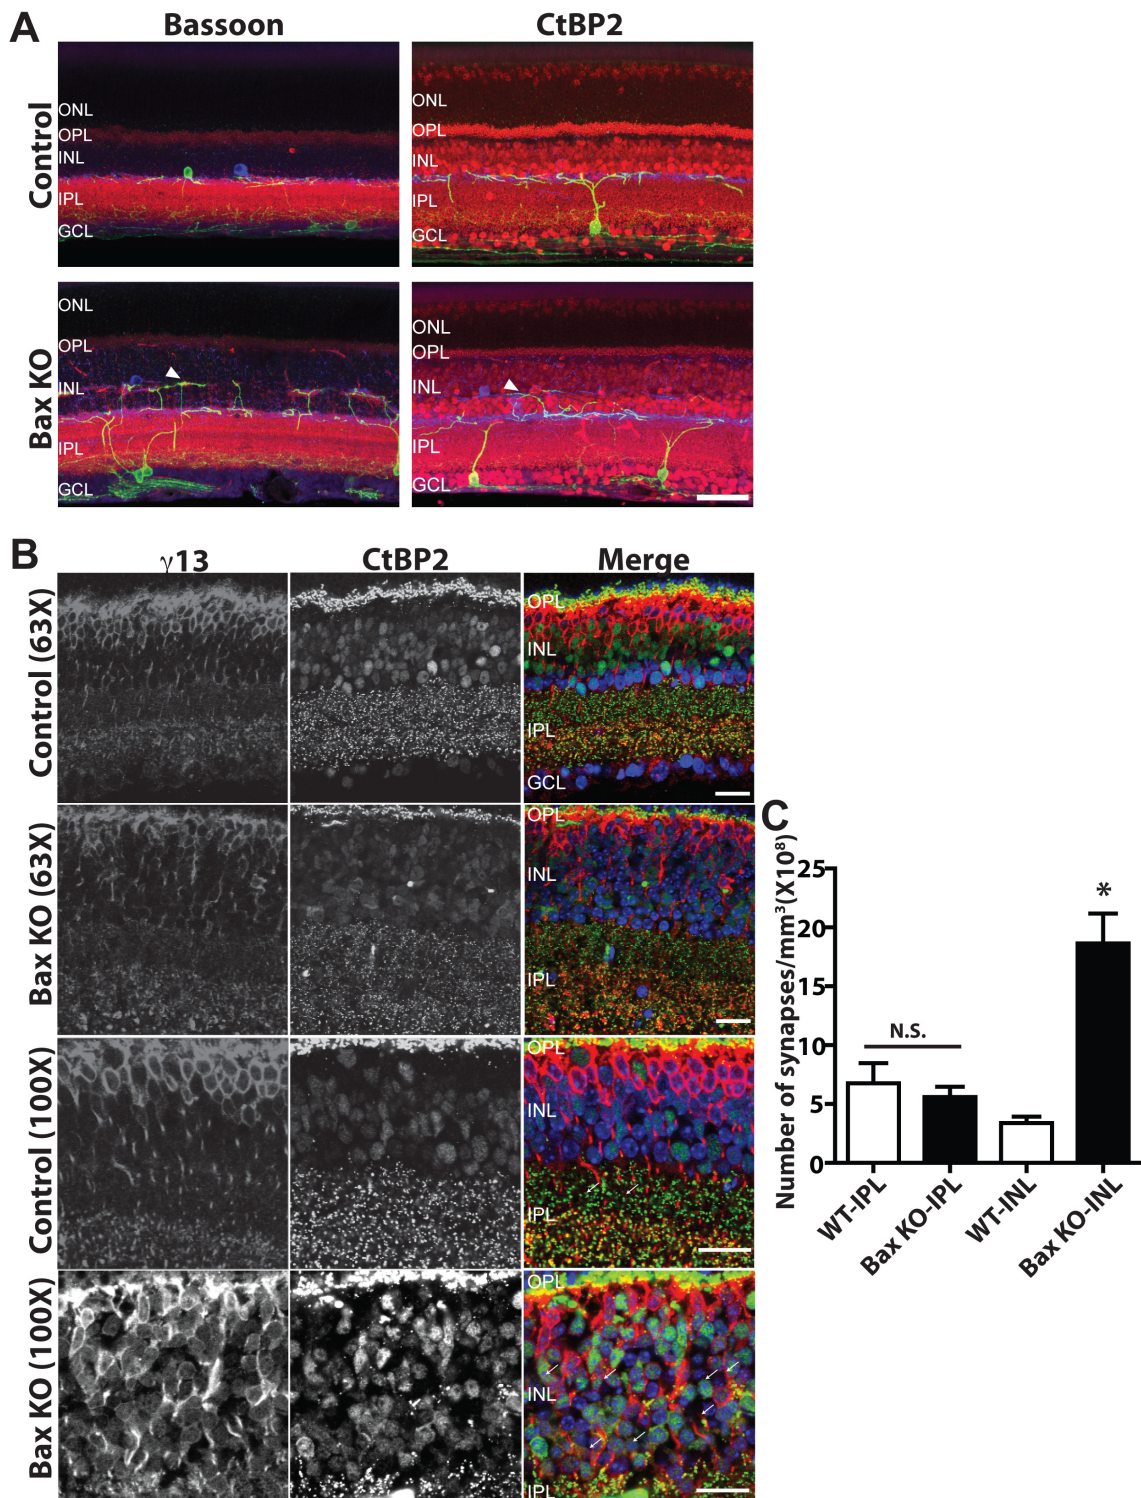 A
Bassoon
CtBP2
Control
ONL
OPL
INL
IPL
GCL
ONL
OPL
INL
IPL
GCL
Bax KO
ONL
OPL
INL
IPL
GCL
ONL
OPL
INL
IPL
GCL
B
γ13
CtBP2
Merge
Control (63X)
OPL
INL
IPL
GCL
Bax KO (63X)
OPL
INL
IPL
Control (100X)
OPL
INL
IPL
Bax KO (100X)
OPL
INL
IPL
C
Number of synapses/mm³(X10⁸)
25
20
15
10
5
0
N.S.
*
WT-IPL
Bax KO-IPL
WT-INL
Bax KO-INL